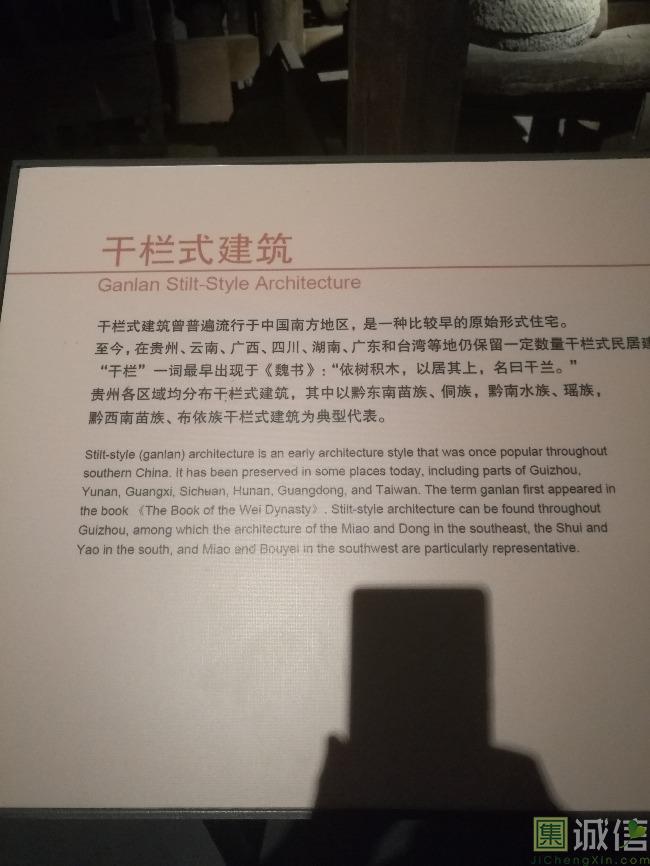 干栏式建筑
Ganlan Stilt-Style Architecture
干栏式建筑曾普遍流行于中国南方地区，是一种比较早的原始形式住宅。
至今，在贵州、云南、广西、四川、湖南、广东和台湾等地仍保留一定数量干栏式民居建
“干栏”一词最早出现于《魏书》：“依树积木，以居其上，名曰干兰。”
贵州各区域均分布干栏式建筑，其中以黔东南苗族、侗族，黔南水族、瑶族，
黔西南苗族、布依族干栏式建筑为典型代表。
Stilt-style (ganlan) architecture is an early architecture style that was once popular throughout
southern China. It has been preserved in some places today, including parts of Guizhou,
Yunan, Guangxi, Sichuan, Hunan, Guangdong, and Taiwan. The term ganlan first appeared in
the book 《The Book of the Wei Dynasty》. Stilt-style architecture can be found throughout
Guizhou, among which the architecture of the Miao and Dong in the southeast, the Shui and
Yao in the south, and Miao and Bouyei in the southwest are particularly representative.
集诚信
JiChengXin.com